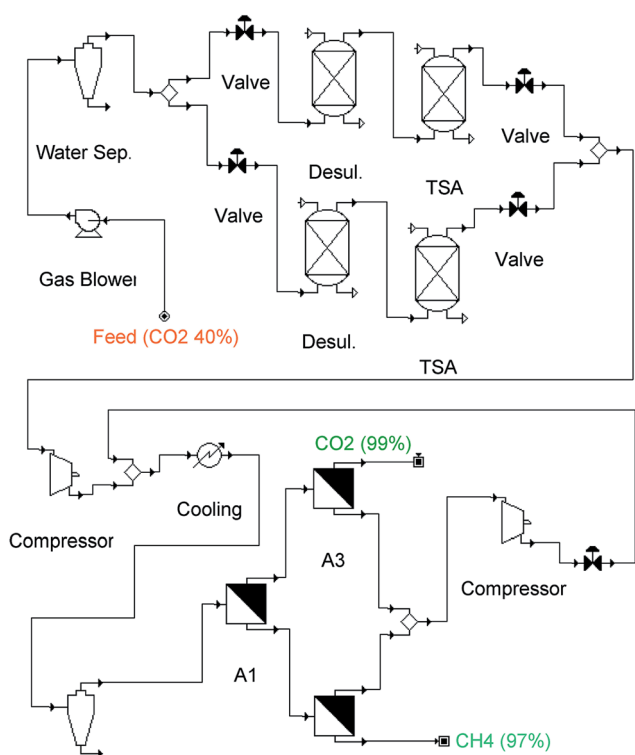 Valve
Valve
Water Sep.
Desul.
TSA
Valve
Valve
Gas Blower
Feed (CO2 40%)
Desul.
TSA
CO2 (99%)
Cooling
Compressor
A3
Compressor
A1
CH4 (97%)